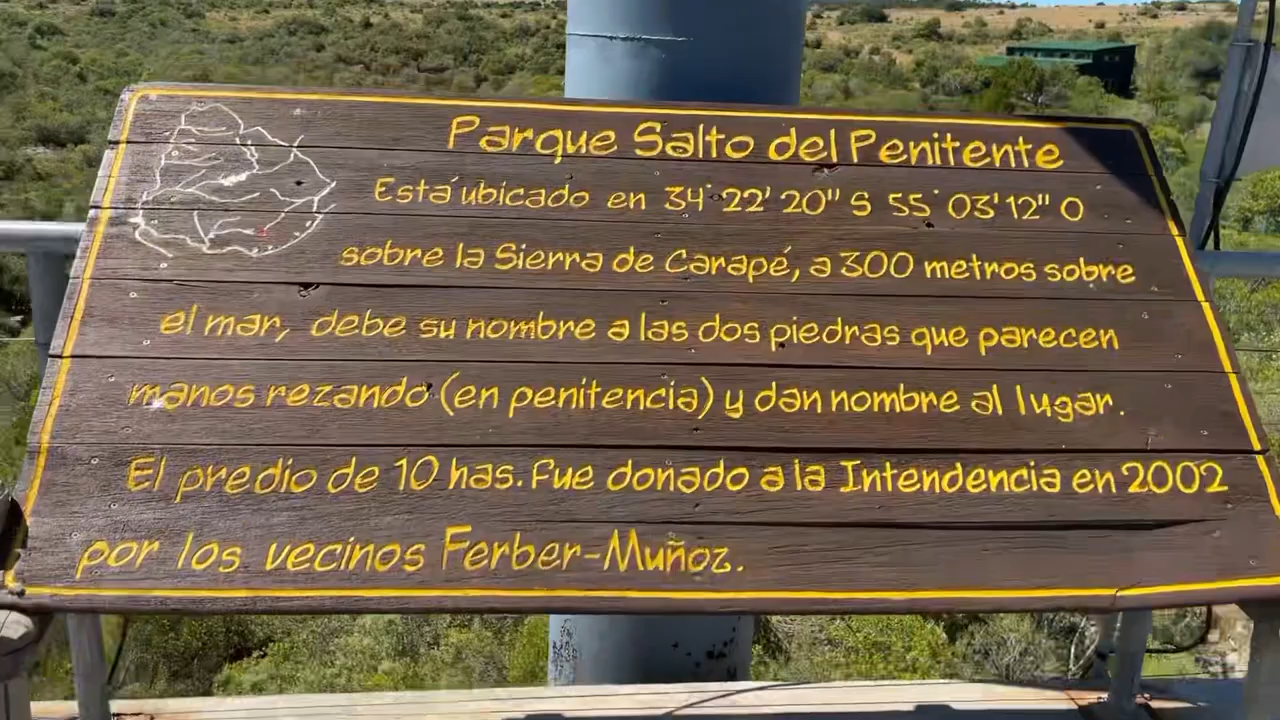 Parque Salto del Penitente
Está ubicado en 34° 22' 20" S 55° 03' 12" O
sobre la Sierra de Carapé, a 300 metros sobre
el mar, debe su nombre a las dos piedras que parecen
manos rezando (en penitencia) y dan nombre al lugar.
El predio de 10 has. fue donado a la Intendencia en 2002
por los vecinos Ferber-Muñoz.